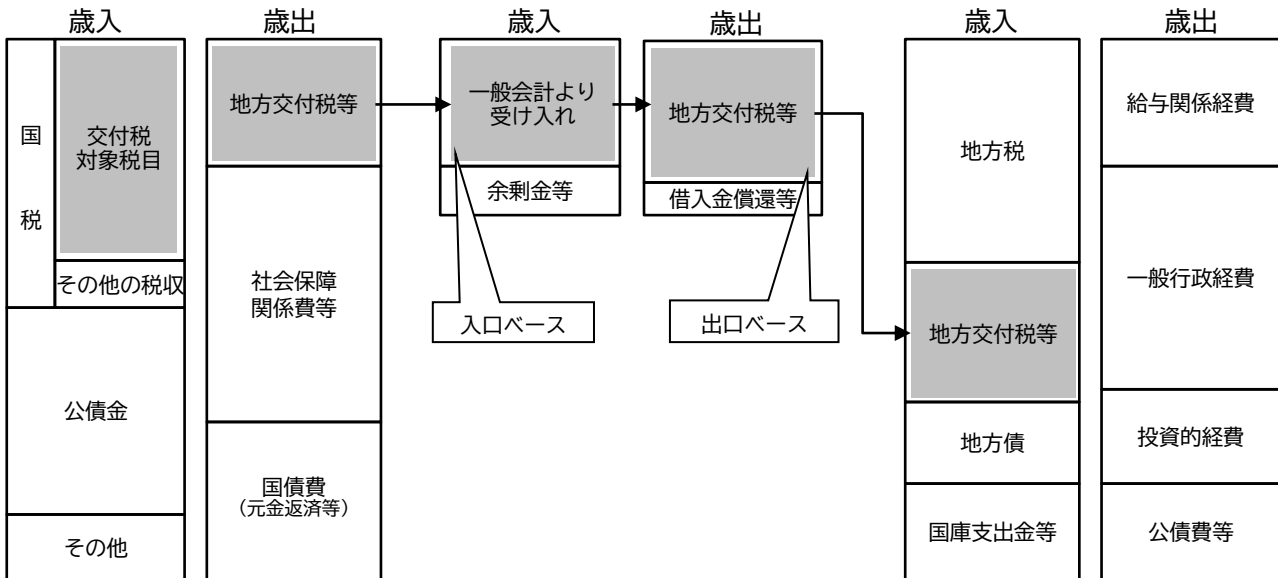 歳入
国
税
交付税
対象税目
その他の税収
公債金
その他
歳出
地方交付税等
社会保障
関係費等
国債費
（元金返済等）
歳入
一般会計より
受け入れ
余剰金等
入口ベース
歳出
地方交付税等
借入金償還等
出口ベース
歳入
地方税
地方交付税等
地方債
国庫支出金等
歳出
給与関係経費
一般行政経費
投資的経費
公債費等